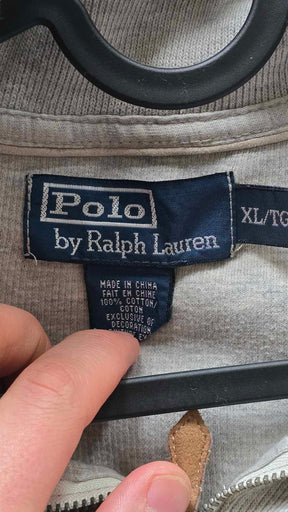 Polo
by Ralph Lauren
XL/TG
MADE IN CHINA
FAIT EN CHINE
100% COTTON/
COTON
EXCLUSIVE OF
DECORATION